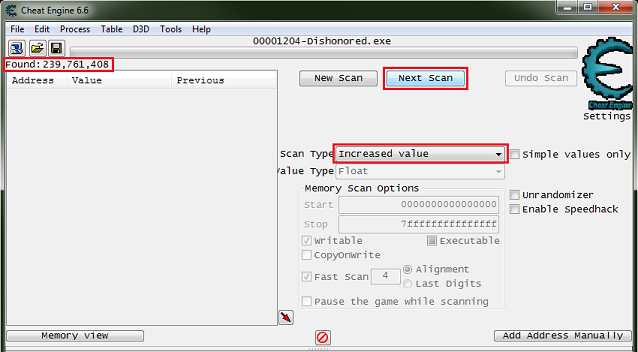 Cheat Engine 6.6
File Edit Process Table D3D Tools Help
00001204-Dishonored.exe
Found:239,761,408
Address Value Previous
New Scan Next Scan Undo Scan
Cheat Engine
Settings
Scan Type Increased value Simple values only
Value Type Float
Memory Scan Options
Unrandomizer
Start 0000000000000000
Enable Speedhack
Stop 7fffffffffffffff
Writable Executable
CopyOnWrite
Fast Scan 4 Alignment
Last Digits
Pause the game while scanning
Memory view Add Address Manually